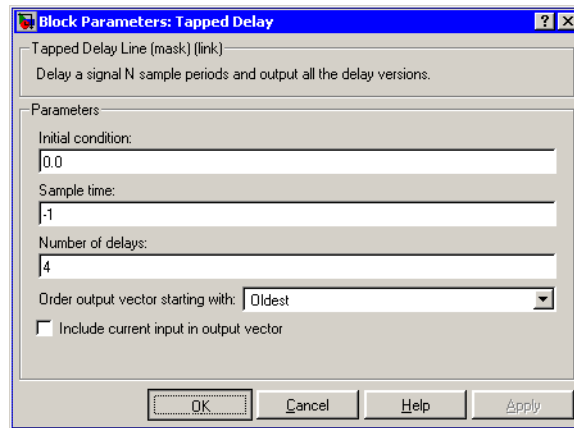 Block Parameters: Tapped Delay
Tapped Delay Line (mask) (link)
Delay a signal N sample periods and output all the delay versions.
Parameters
Initial condition:
0.0
Sample time:
-1
Number of delays:
4
Order output vector starting with: Oldest
Include current input in output vector
OK Cancel Help Apply